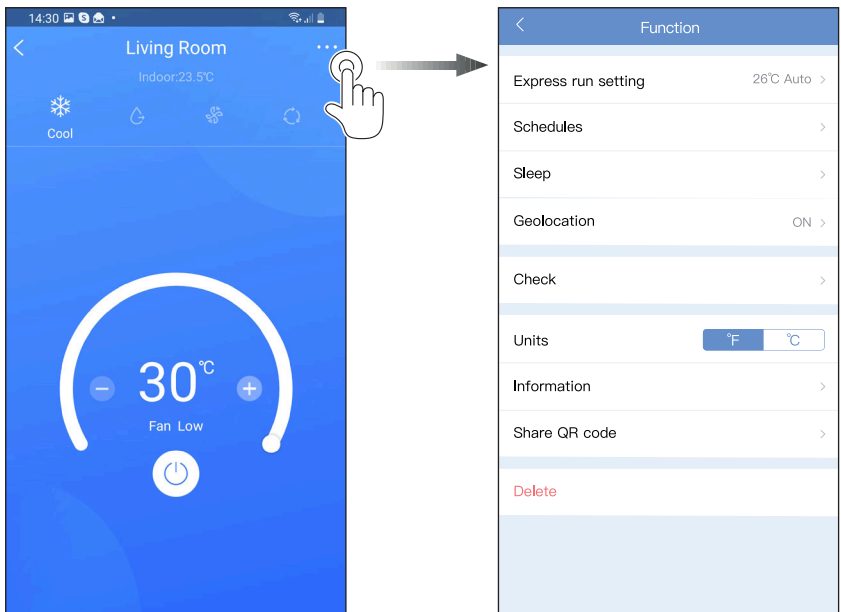 14:30
Living Room
Indoor:23.5℃
Cool
30℃
Fan Low
Function
Express run setting 26℃ Auto
Schedules
Sleep
Geolocation ON
Check
Units ℉ ℃
Information
Share QR code
Delete